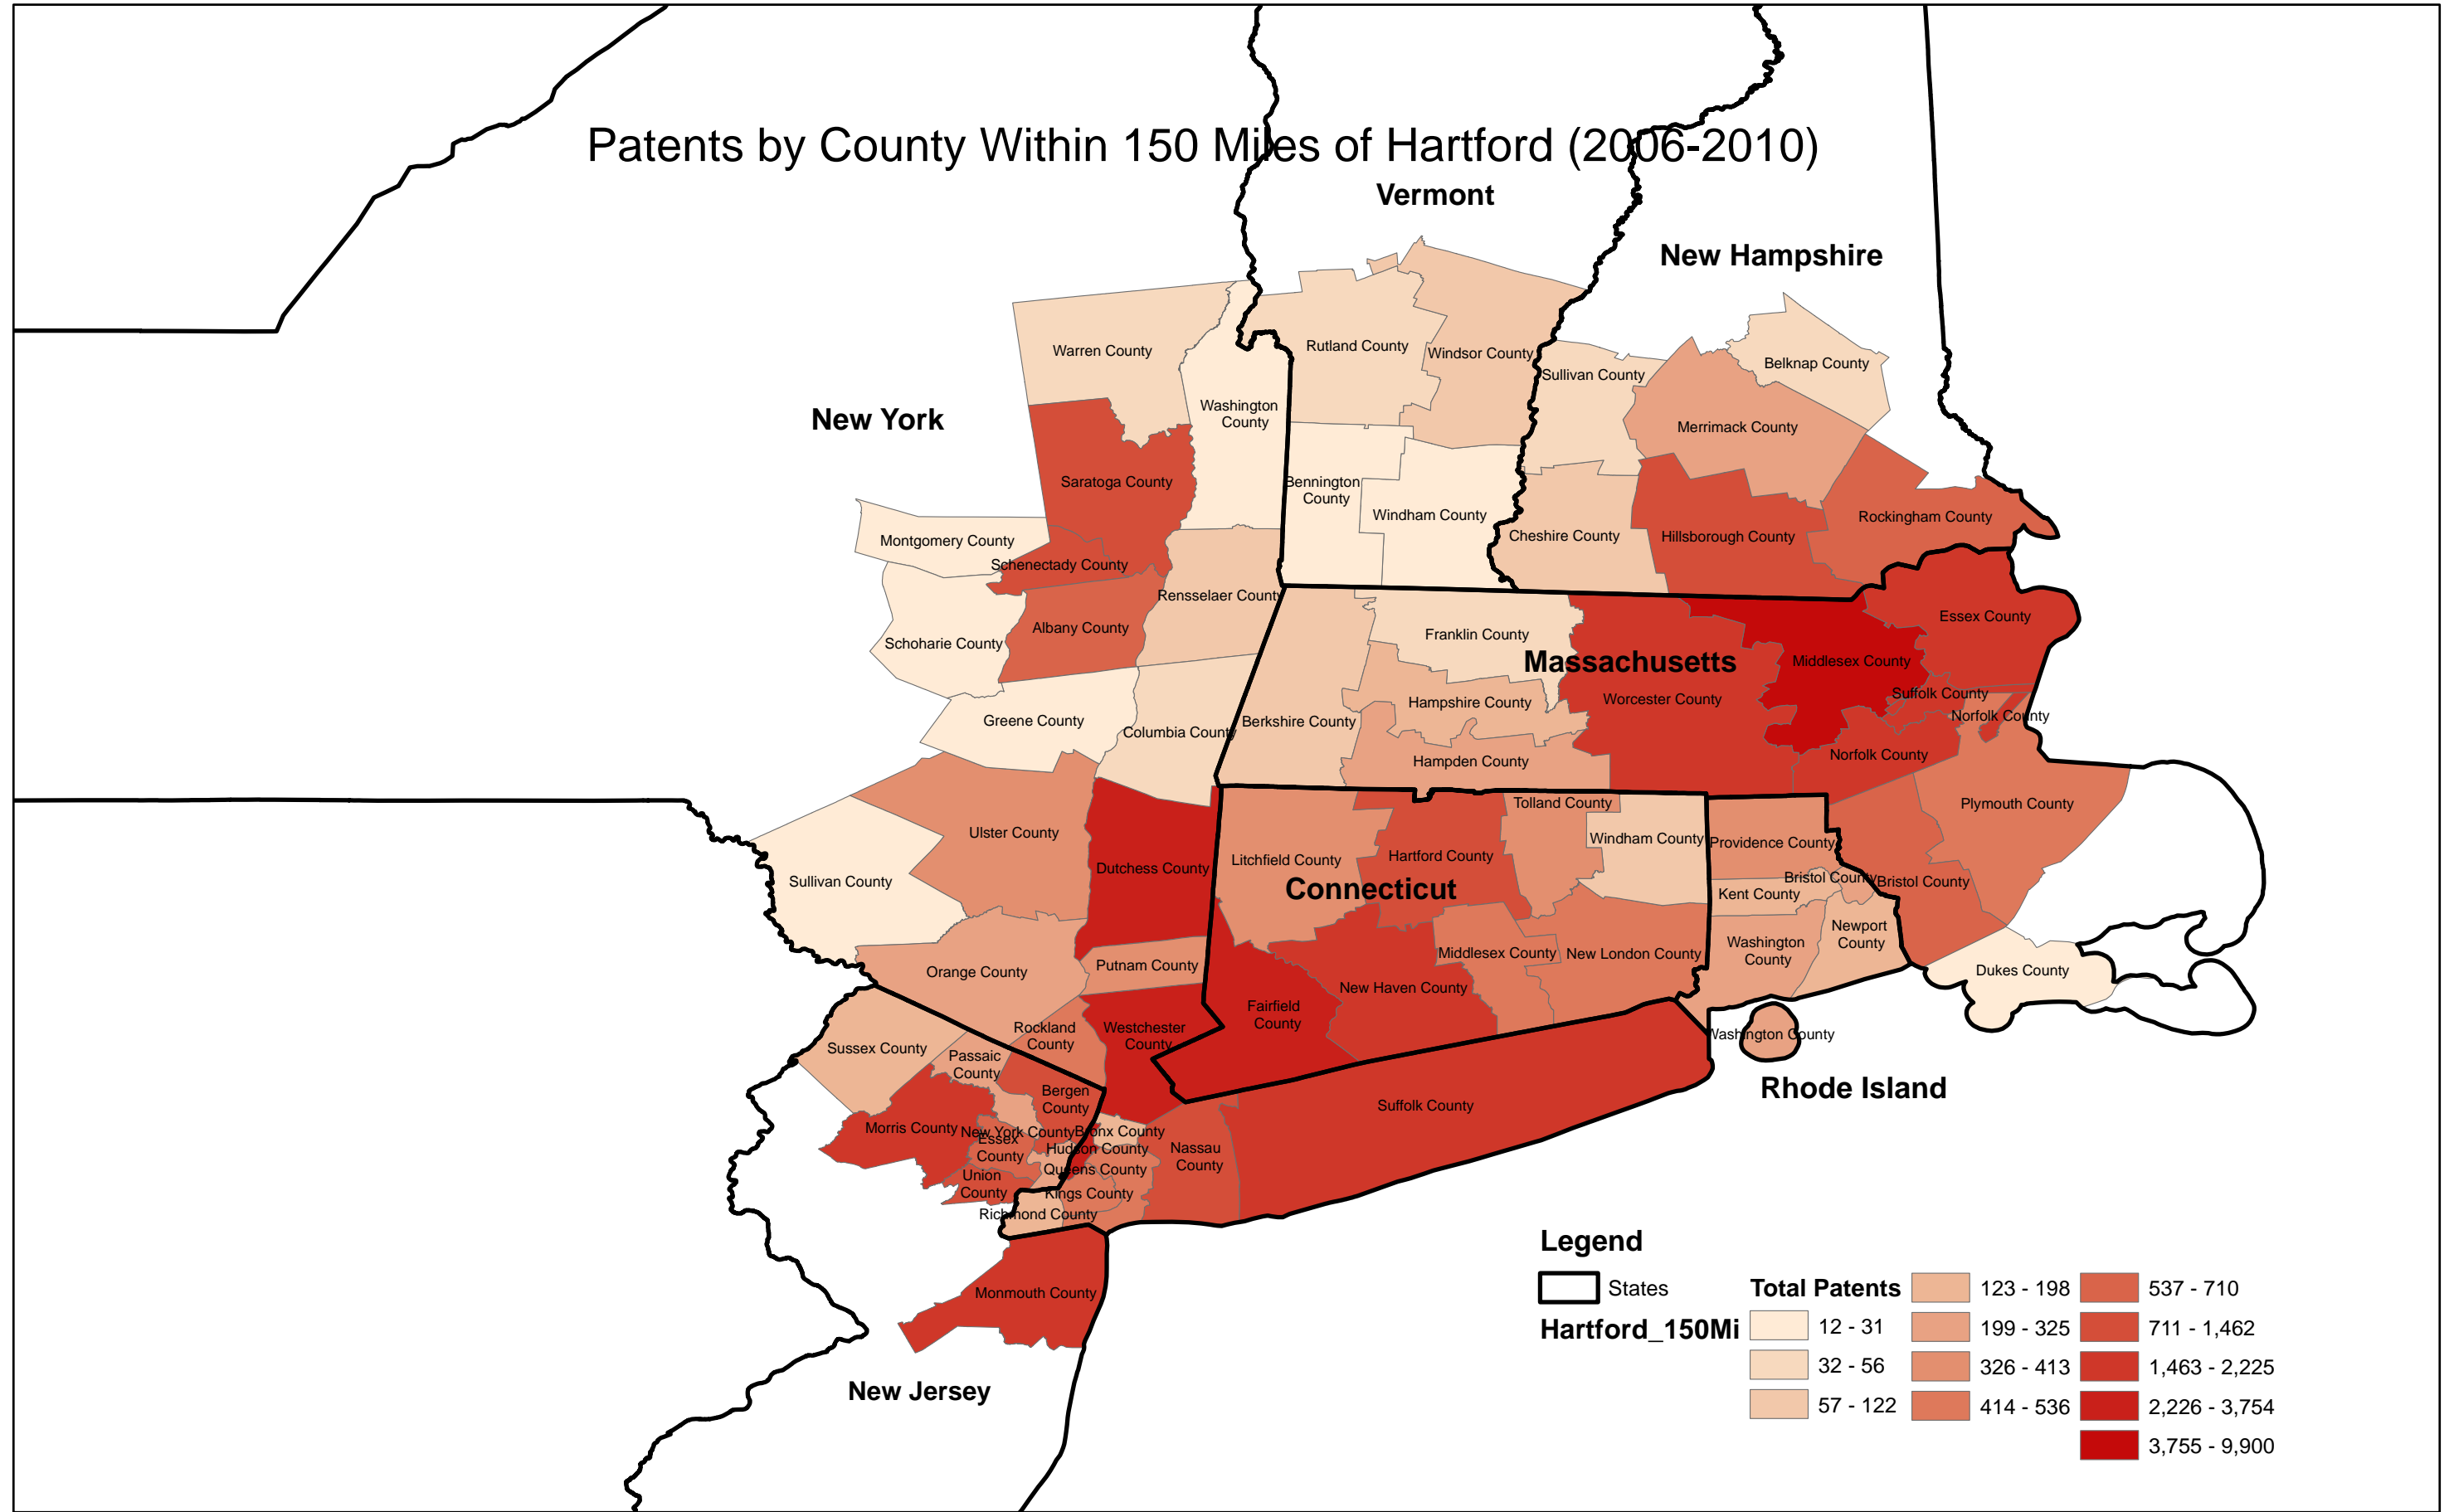 Patents by County Within 150 Miles of Hartford (2006-2010)
Vermont
New Hampshire
New York
Warren County
Rutland County
Windsor County
Sullivan County
Belknap County
Washington
County
Merrimack County
Saratoga County
Bennington
County
Windham County
Cheshire County
Hillsborough County
Rockingham County
Montgomery County
Schenectady County
Rensselaer County
Albany County
Schoharie County
Franklin County
Essex County
Massachusetts
Middlesex County
Suffolk County
Norfolk County
Worcester County
Hampshire County
Greene County
Columbia County
Berkshire County
Hampden County
Norfolk County
Plymouth County
Tolland County
Ulster County
Litchfield County
Hartford County
Windham County
Providence County
Dutchess County
Connecticut
Sullivan County
Bristol County
Bristol County
Kent County
Newport
County
Washington
County
Middlesex County
New London County
Putnam County
Orange County
Dukes County
New Haven County
Fairfield
County
Rockland
County
Westchester
County
Washington County
Sussex County
Passaic
County
Rhode Island
Bergen
County
Suffolk County
Morris County
New York County
Bronx County
Essex
County
Hudson County
Nassau
County
Queens County
Union
County
Kings County
Richmond County
Monmouth County
New Jersey
Legend
States
Hartford_150Mi
Total Patents
12 - 31
32 - 56
57 - 122
123 - 198
199 - 325
326 - 413
414 - 536
537 - 710
711 - 1,462
1,463 - 2,225
2,226 - 3,754
3,755 - 9,900